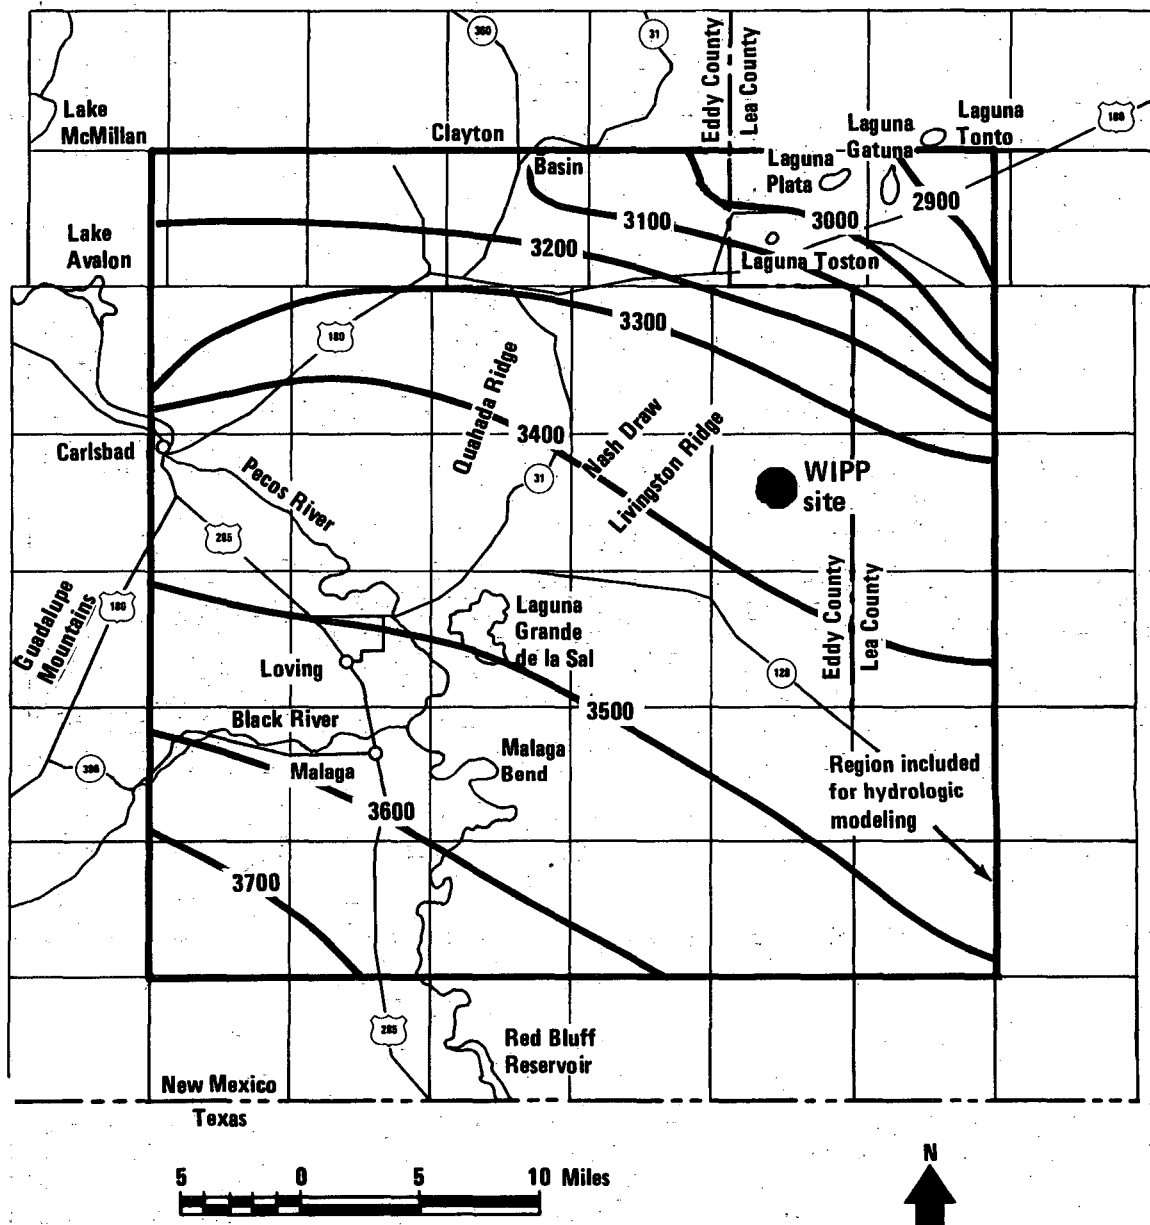 360
31
Eddy County
Lea County
Lake
McMillan
Clayton
Basin
Laguna
Gatuna
Laguna
Tonto
180
Laguna
Plata
2900
3100
3000
3200
Lake
Avalon
Laguna Toston
3300
180
Quahada Ridge
3400
Nash Draw
Livingston Ridge
Carlsbad
31
WIPP
site
Pecos River
285
Guadalupe
Mountains
180
Laguna
Grande
de la Sal
Eddy County
Lea County
Loving
128
Black River
3500
Malaga
Malaga
Bend
396
Region included
for hydrologic
modeling
3600
3700
285
Red Bluff
Reservoir
New Mexico
Texas
5 0 5 10 Miles
N